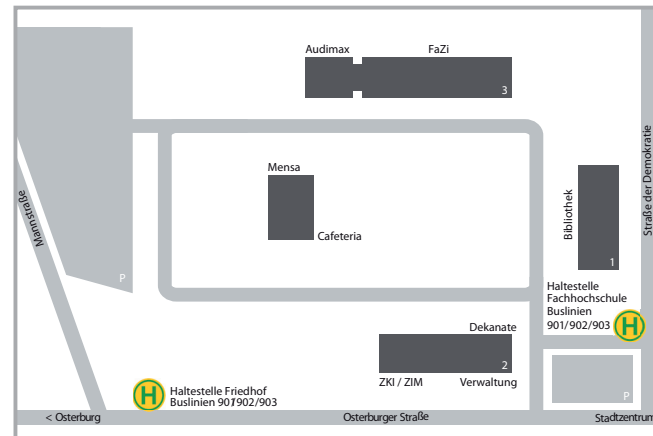 Audimax
FaZi
3
Mensa
Cafeteria
Mannstraße
P
Bibliothek
1
Straße der Demokratie
Haltestelle
Fachhochschule
Buslinien
901/902/903
H
Dekanate
2
ZKI / ZIM
Verwaltung
P
H
Haltestelle Friedhof
Buslinien 901/902/903
< Osterburg
Osterburger Straße
Stadtzentrum